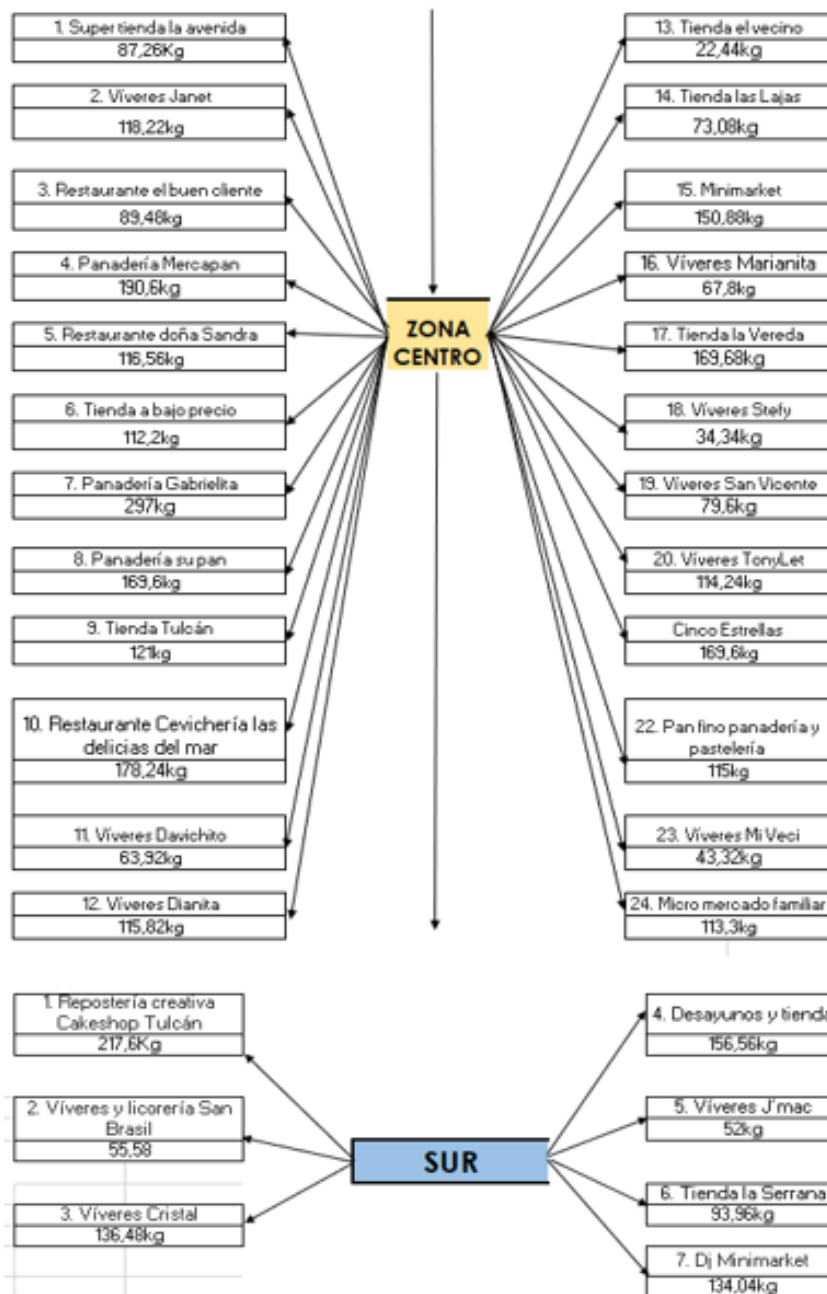 1. Super tienda la avenida
87,26Kg
2. Víveres Janet
118,22kg
3. Restaurante el buen cliente
89,48kg
4. Panadería Mercapan
190,6kg
5. Restaurante doña Sandra
116,56kg
6. Tienda a bajo precio
112,2kg
7. Panadería Gabrielita
297kg
8. Panadería su pan
169,6kg
9. Tienda Tulcán
121kg
10. Restaurante Cevichería las
delicias del mar
178,24kg
11. Víveres Davichito
63,92kg
12. Víveres Dianita
115,82kg
ZONA
CENTRO
13. Tienda el vecino
22,44kg
14. Tienda las Lajas
73,08kg
15. Minimarket
150,88kg
16. Víveres Marianita
67,8kg
17. Tienda la Vereda
169,68kg
18. Víveres Stefy
34,34kg
19. Víveres San Vicente
79,6kg
20. Víveres TonyLet
114,24kg
Cinco Estrellas
169,6kg
22. Pan fino panadería y
pastelería
115kg
23. Víveres Mi Veci
43,32kg
24. Micro mercado familiar
113,3kg
1. Repostería creativa
Cakeshop Tulcán
217,6Kg
2. Víveres y licorería San
Brasil
55,58
3. Víveres Cristal
136,48kg
SUR
4. Desayunos y tienda
156,56kg
5. Víveres J'mac
52kg
6. Tienda la Serrana
93,96kg
7. Dj Minimarket
134,04kg